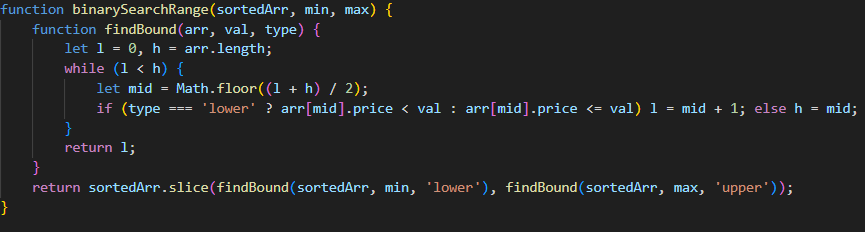 function binarySearchRange(sortedArr, min, max) {
    function findBound(arr, val, type) {
        let l = 0, h = arr.length;
        while (l < h) {
            let mid = Math.floor((l + h) / 2);
            if (type === 'lower' ? arr[mid].price < val : arr[mid].price <= val) l = mid + 1; else h = mid;
        }
        return l;
    }
    return sortedArr.slice(findBound(sortedArr, min, 'lower'), findBound(sortedArr, max, 'upper'));
}